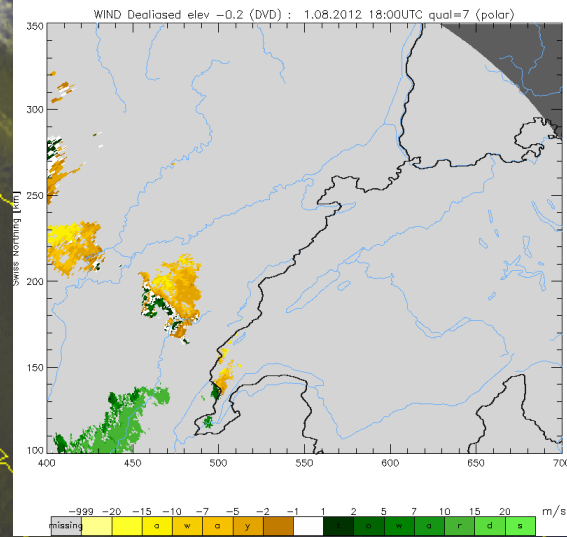 WIND Dealiased elev −0.2 (DVD) : 1.08.2012 18:00UTC qual=7 (polar)
350
300
250
200
150
100
Swiss Northing [km]
400 450 500 550 600 650 700
−999 −20 −15 −10 −7 −5 −2 −1 1 2 5 7 10 15 20 m/s
missing a w a y t o w a r d s